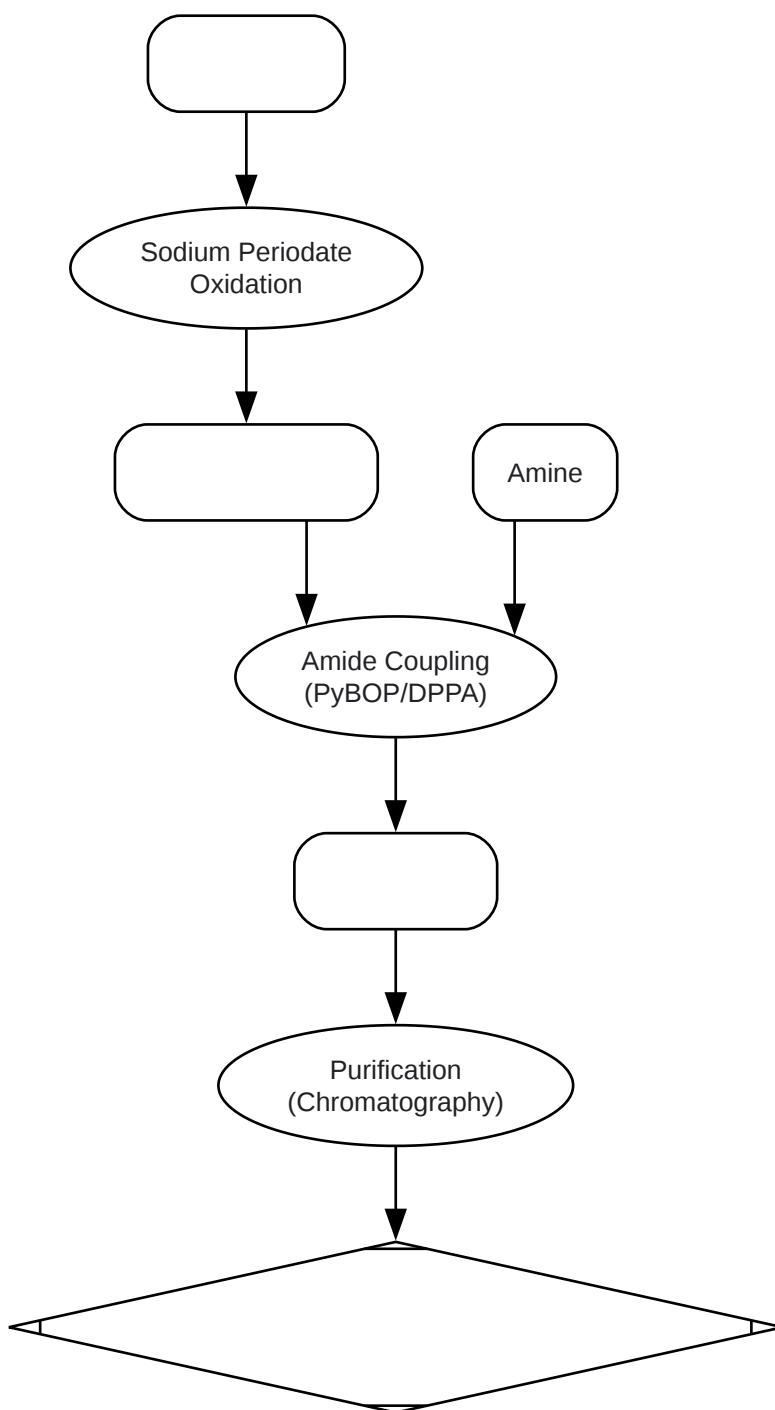 Sodium Periodate
Oxidation
Amine
Amide Coupling
(PyBOP/DPPA)
Purification
(Chromatography)